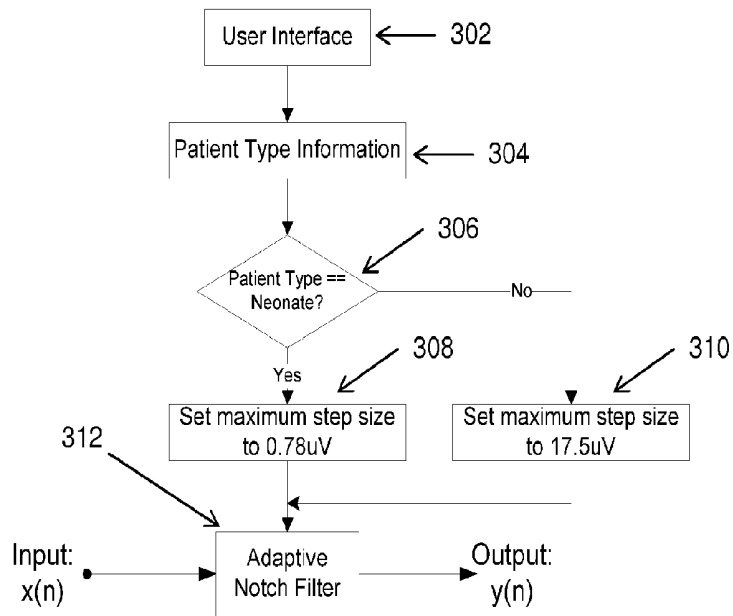 User Interface
302
Patient Type Information
304
306
Patient Type ==
Neonate?
No
Yes
308
310
Set maximum step size
to 0.78uV
Set maximum step size
to 17.5uV
312
Input:
x(n)
Adaptive
Notch Filter
Output:
y(n)